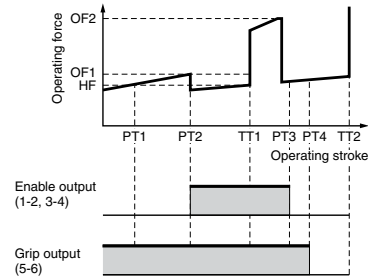 Operating force
OF2
OF1
HF
PT1 PT2 TT1 PT3 PT4 TT2
Operating stroke
Enable output
(1-2, 3-4)
Grip output
(5-6)